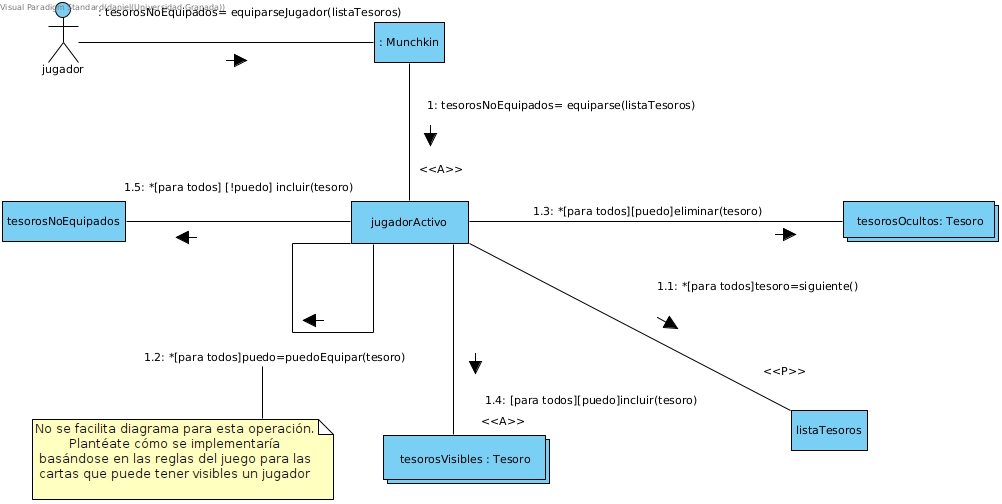 Visual Paradigm Standard(daniel(Universidad Granada))
: tesorosNoEquipados= equiparseJugador(listaTesoros)
: Munchkin
jugador
1: tesorosNoEquipados= equiparse(listaTesoros)
<<A>>
1.5: *[para todos] [!puedo] incluir(tesoro)
1.3: *[para todos][puedo]eliminar(tesoro)
tesorosNoEquipados
jugadorActivo
tesorosOcultos: Tesoro
1.1: *[para todos]tesoro=siguiente()
1.2: *[para todos]puedo=puedoEquipar(tesoro)
<<P>>
1.4: [para todos][puedo]incluir(tesoro)
<<A>>
listaTesoros
No se facilita diagrama para esta operación.
Plantéate cómo se implementaría
basándose en las reglas del juego para las
cartas que puede tener visibles un jugador
tesorosVisibles : Tesoro